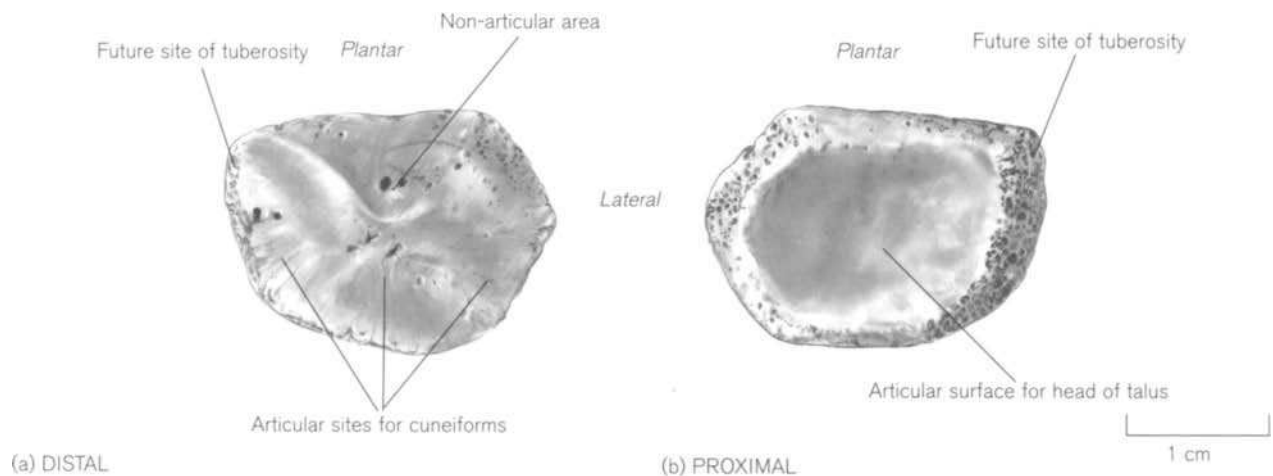 Non-articular area
Future site of tuberosity
Plantar
Plantar
Future site of tuberosity
Lateral
Articular surface for head of talus
Articular sites for cuneiforms
1 cm
(a) DISTAL
(b) PROXIMAL